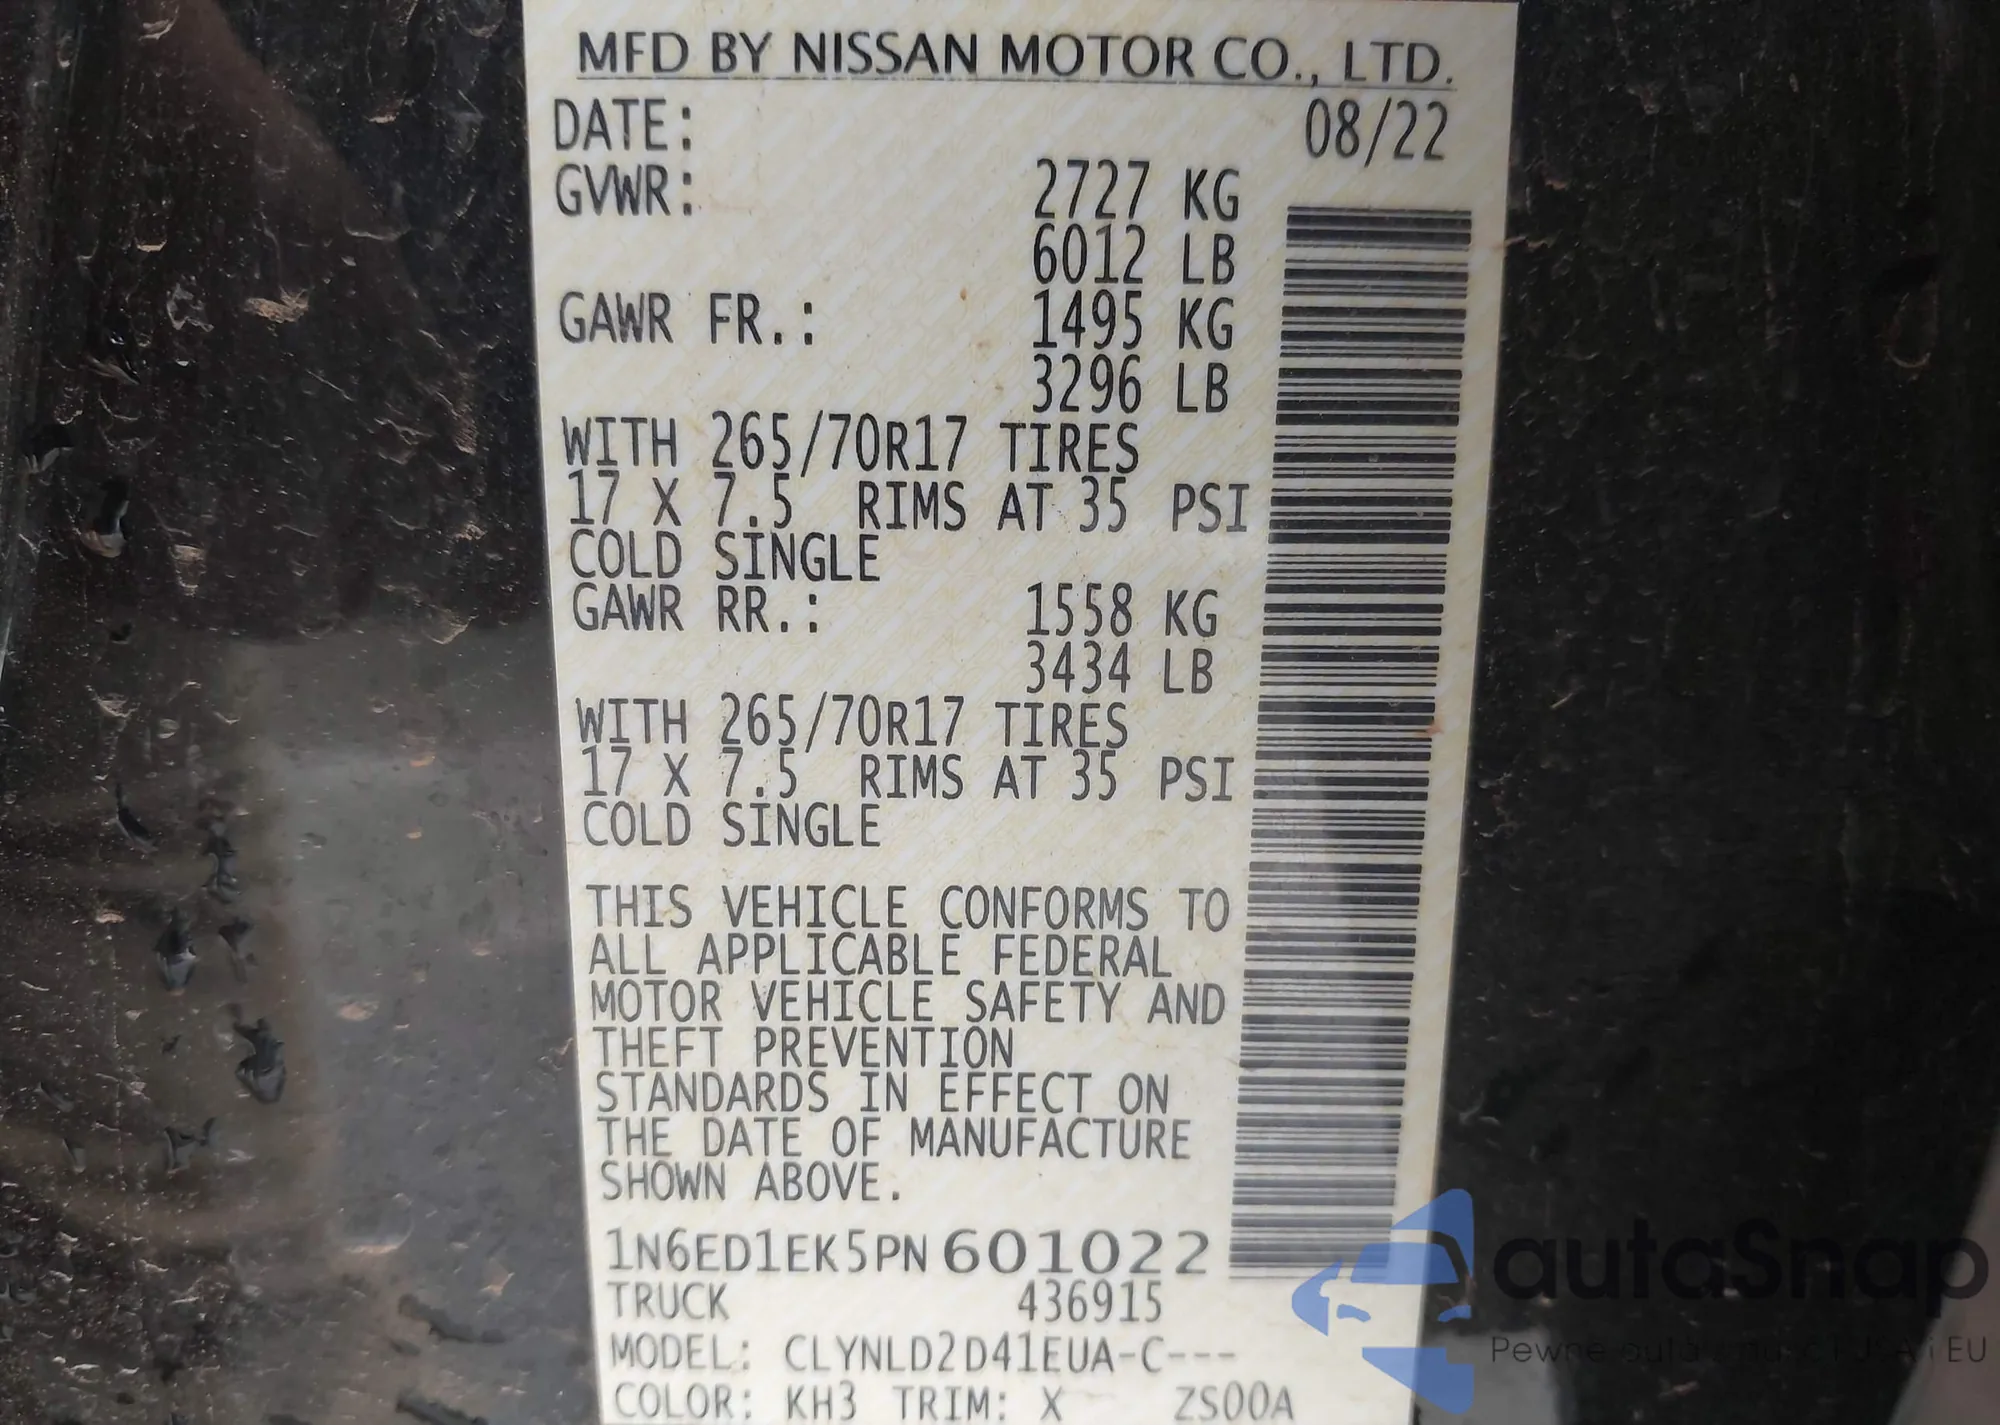 MFD BY NISSAN MOTOR CO., LTD.
DATE: 08/22
GVWR: 2727 KG
6012 LB
GAWR FR.: 1495 KG
3296 LB
WITH 265/70R17 TIRES
17 X 7.5 RIMS AT 35 PSI
COLD SINGLE
GAWR RR.: 1558 KG
3434 LB
WITH 265/70R17 TIRES
17 X 7.5 RIMS AT 35 PSI
COLD SINGLE
THIS VEHICLE CONFORMS TO
ALL APPLICABLE FEDERAL
MOTOR VEHICLE SAFETY AND
THEFT PREVENTION
STANDARDS IN EFFECT ON
THE DATE OF MANUFACTURE
SHOWN ABOVE.
1N6ED1EK5PN601022
TRUCK 436915
MODEL: CLYNLD2D41EUA-C---
COLOR: KH3 TRIM: X ZS00A
autaSnap
Pewne auta EU